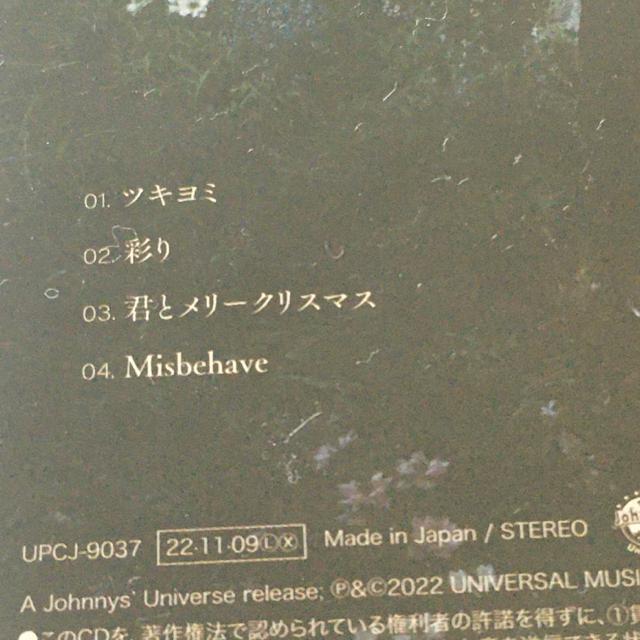 01. ツキヨミ
02. 彩り
03. 君とメリークリスマス
04. Misbehave
UPCJ-9037 22·11·09ⓁⓍ Made in Japan / STEREO
A Johnnys' Universe release; Ⓟ&©2022 UNIVERSAL MUSI
●このCDを、著作権法で認められている権利者の許諾を得ずに、①